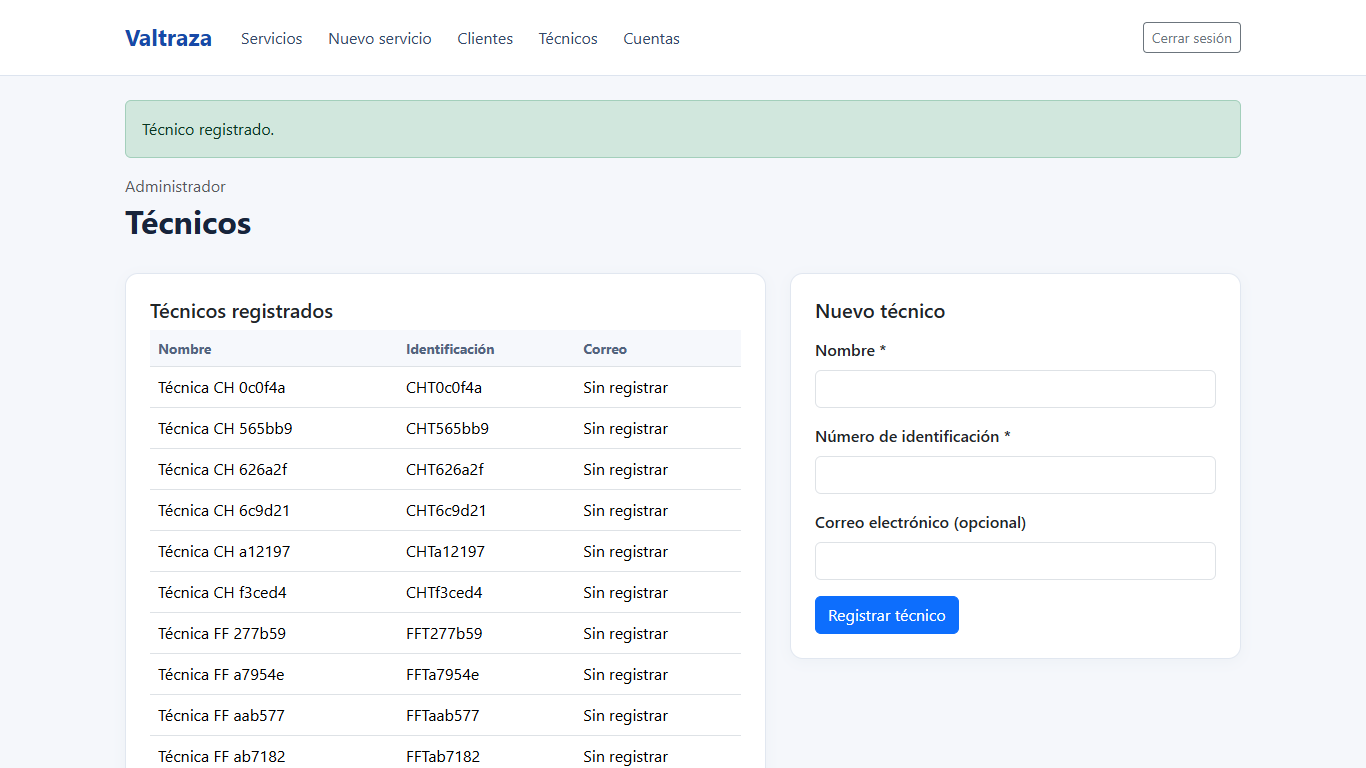 Valtraza Servicios Nuevo servicio Clientes Técnicos Cuentas Cerrar sesión
Técnico registrado.
Administrador
Técnicos
Técnicos registrados
Nombre Identificación Correo
Técnica CH 0c0f4a CHT0c0f4a Sin registrar
Técnica CH 565bb9 CHT565bb9 Sin registrar
Técnica CH 626a2f CHT626a2f Sin registrar
Técnica CH 6c9d21 CHT6c9d21 Sin registrar
Técnica CH a12197 CHTa12197 Sin registrar
Técnica CH f3ced4 CHTf3ced4 Sin registrar
Técnica FF 277b59 FFT277b59 Sin registrar
Técnica FF a7954e FFTa7954e Sin registrar
Técnica FF aab577 FFTaab577 Sin registrar
Técnica FF ab7182 FFTab7182 Sin registrar
Nuevo técnico
Nombre *
Número de identificación *
Correo electrónico (opcional)
Registrar técnico